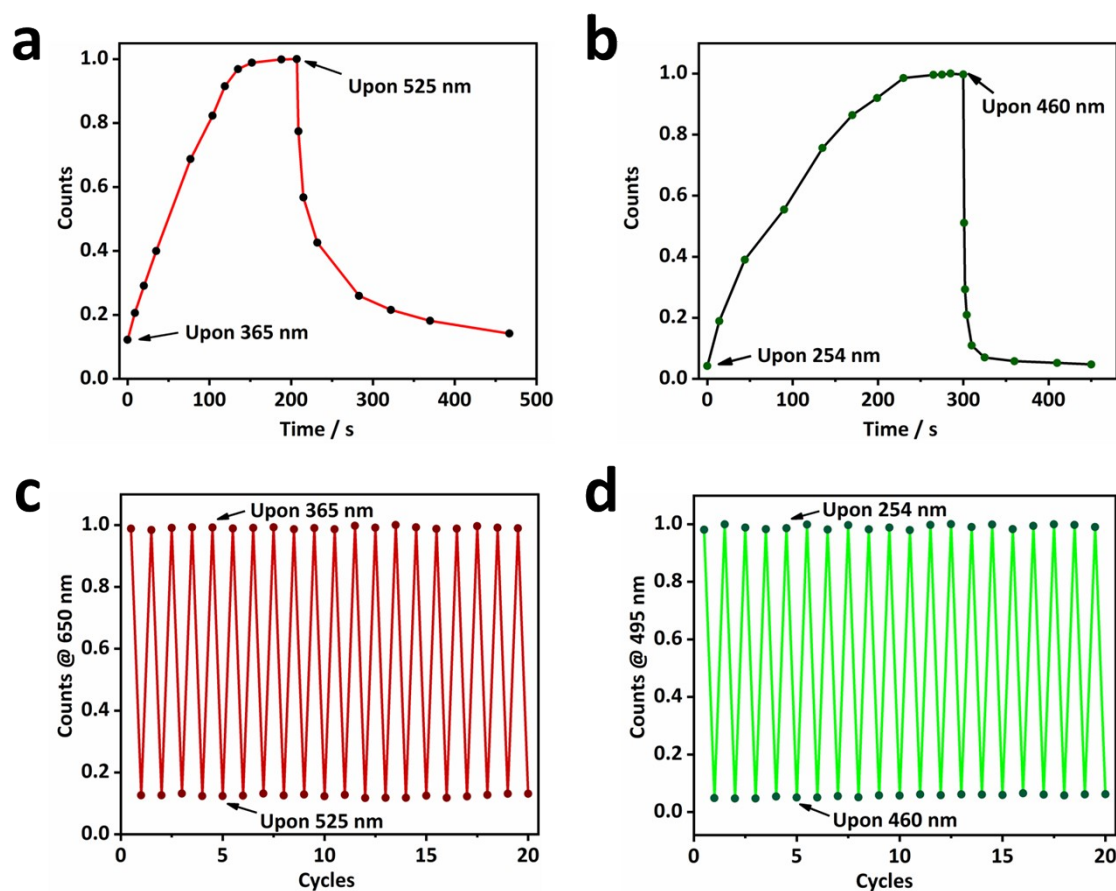 a
1.0
0.8
0.6
0.4
0.2
0.0
Counts
Upon 525 nm
Upon 365 nm
0 100 200 300 400 500
Time / s
b
1.0
0.8
0.6
0.4
0.2
0.0
Counts
Upon 460 nm
Upon 254 nm
0 100 200 300 400
Time / s
c
1.0
0.8
0.6
0.4
0.2
0.0
Counts @ 650 nm
Upon 365 nm
Upon 525 nm
0 5 10 15 20
Cycles
d
1.0
0.8
0.6
0.4
0.2
0.0
Counts @ 495 nm
Upon 254 nm
Upon 460 nm
0 5 10 15 20
Cycles